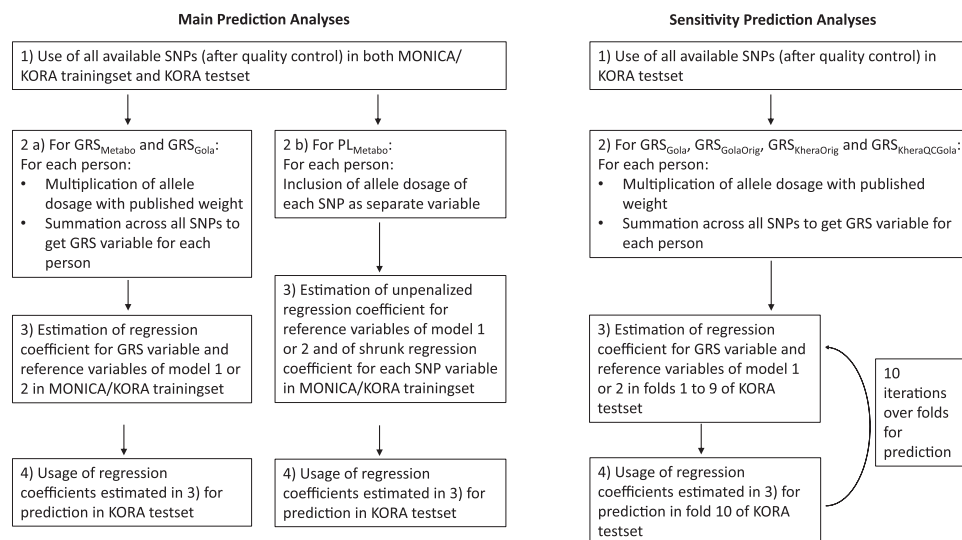 Main Prediction Analyses
1) Use of all available SNPs (after quality control) in both MONICA/
KORA trainingset and KORA testset
2 a) For GRSMetabo and GRSGola:
For each person:
• Multiplication of allele
dosage with published
weight
• Summation across all SNPs to
get GRS variable for each
person
2 b) For PLMetabo:
For each person:
Inclusion of allele dosage of
each SNP as separate variable
3) Estimation of regression
coefficient for GRS variable and
reference variables of model 1 or
2 in MONICA/KORA trainingset
3) Estimation of unpenalized
regression coefficient for
reference variables of model 1
or 2 and of shrunk regression
coefficient for each SNP variable
in MONICA/KORA trainingset
4) Usage of regression
coefficients estimated in 3) for
prediction in KORA testset
4) Usage of regression
coefficients estimated in 3) for
prediction in KORA testset
Sensitivity Prediction Analyses
1) Use of all available SNPs (after quality control) in
KORA testset
2) For GRSGola, GRSGolaOrig, GRSKheraOrig and GRSKheraQCGola:
For each person:
• Multiplication of allele dosage with published
weight
• Summation across all SNPs to get GRS variable for
each person
3) Estimation of regression
coefficient for GRS variable and
reference variables of model 1
or 2 in folds 1 to 9 of KORA
testset
10
iterations
over folds
for
prediction
4) Usage of regression
coefficients estimated in 3) for
prediction in fold 10 of KORA
testset